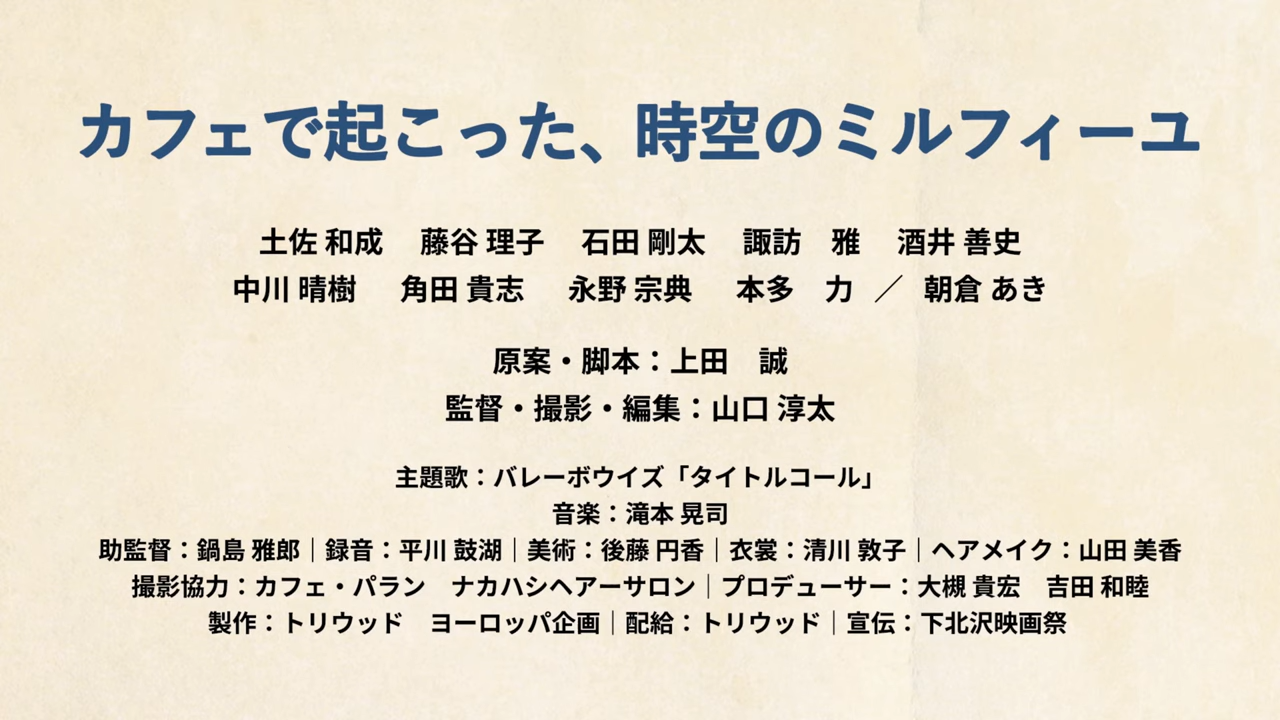 カフェで起こった、時空のミルフィーユ
土佐 和成　藤谷 理子　石田 剛太　諏訪　雅　酒井 善史
中川 晴樹　角田 貴志　永野 宗典　本多　力 ／ 朝倉 あき
原案・脚本：上田　誠
監督・撮影・編集：山口 淳太
主題歌：バレーボウイズ「タイトルコール」
音楽：滝本 晃司
助監督：鍋島 雅郎｜録音：平川 鼓湖｜美術：後藤 円香｜衣裳：清川 敦子｜ヘアメイク：山田 美香
撮影協力：カフェ・パラン　ナカハシヘアーサロン｜プロデューサー：大槻 貴宏　吉田 和睦
製作：トリウッド　ヨーロッパ企画｜配給：トリウッド｜宣伝：下北沢映画祭